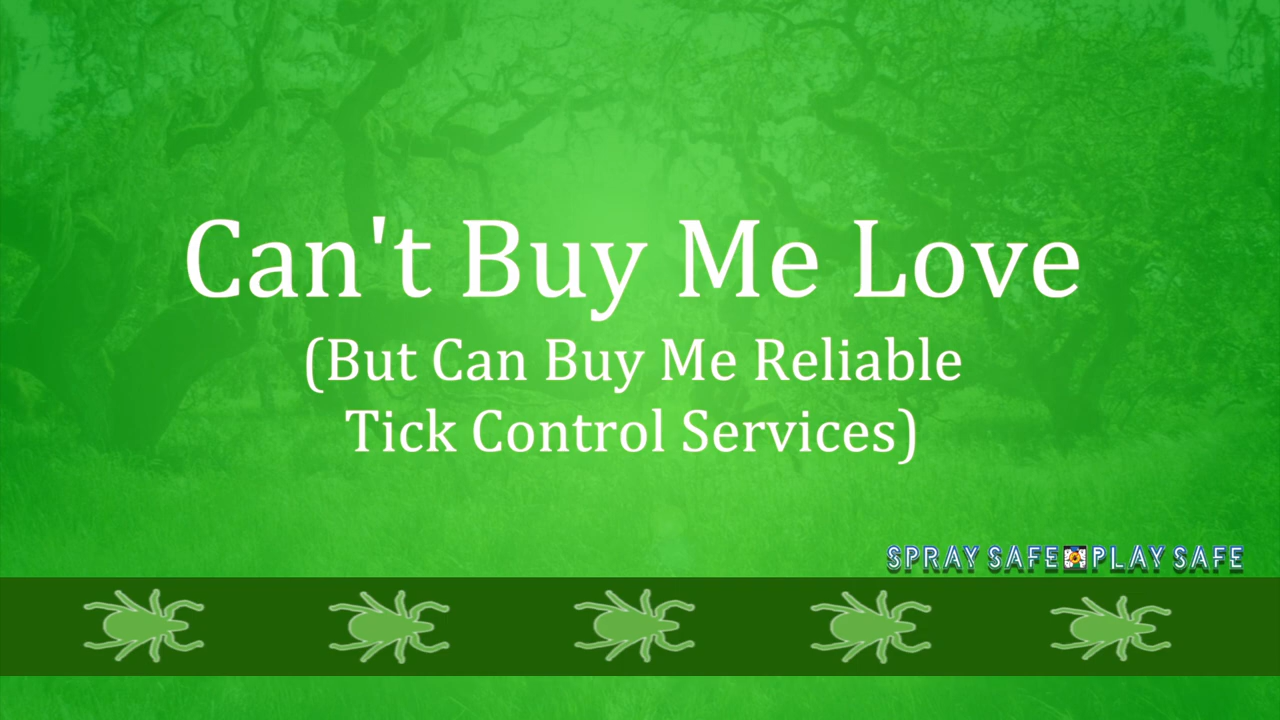 Can't Buy Me Love
(But Can Buy Me Reliable
Tick Control Services)
SPRAY SAFE PLAY SAFE